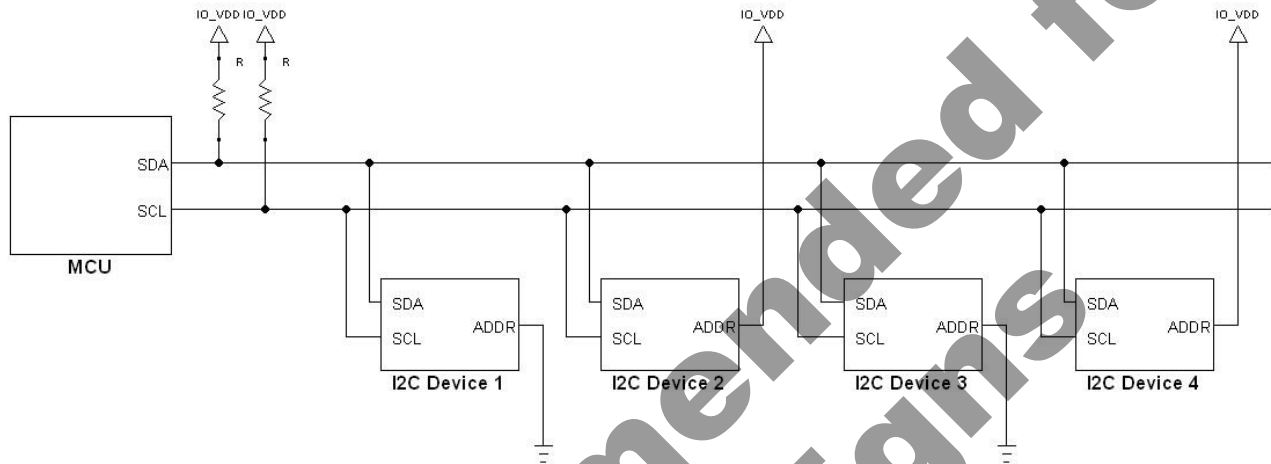 IO_VDD IO_VDD IO_VDD IO_VDD
R R
SDA
SCL
MCU
SDA SDA SDA SDA
ADDR ADDR ADDR ADDR
SCL SCL SCL SCL
I2C Device 1 I2C Device 2 I2C Device 3 I2C Device 4